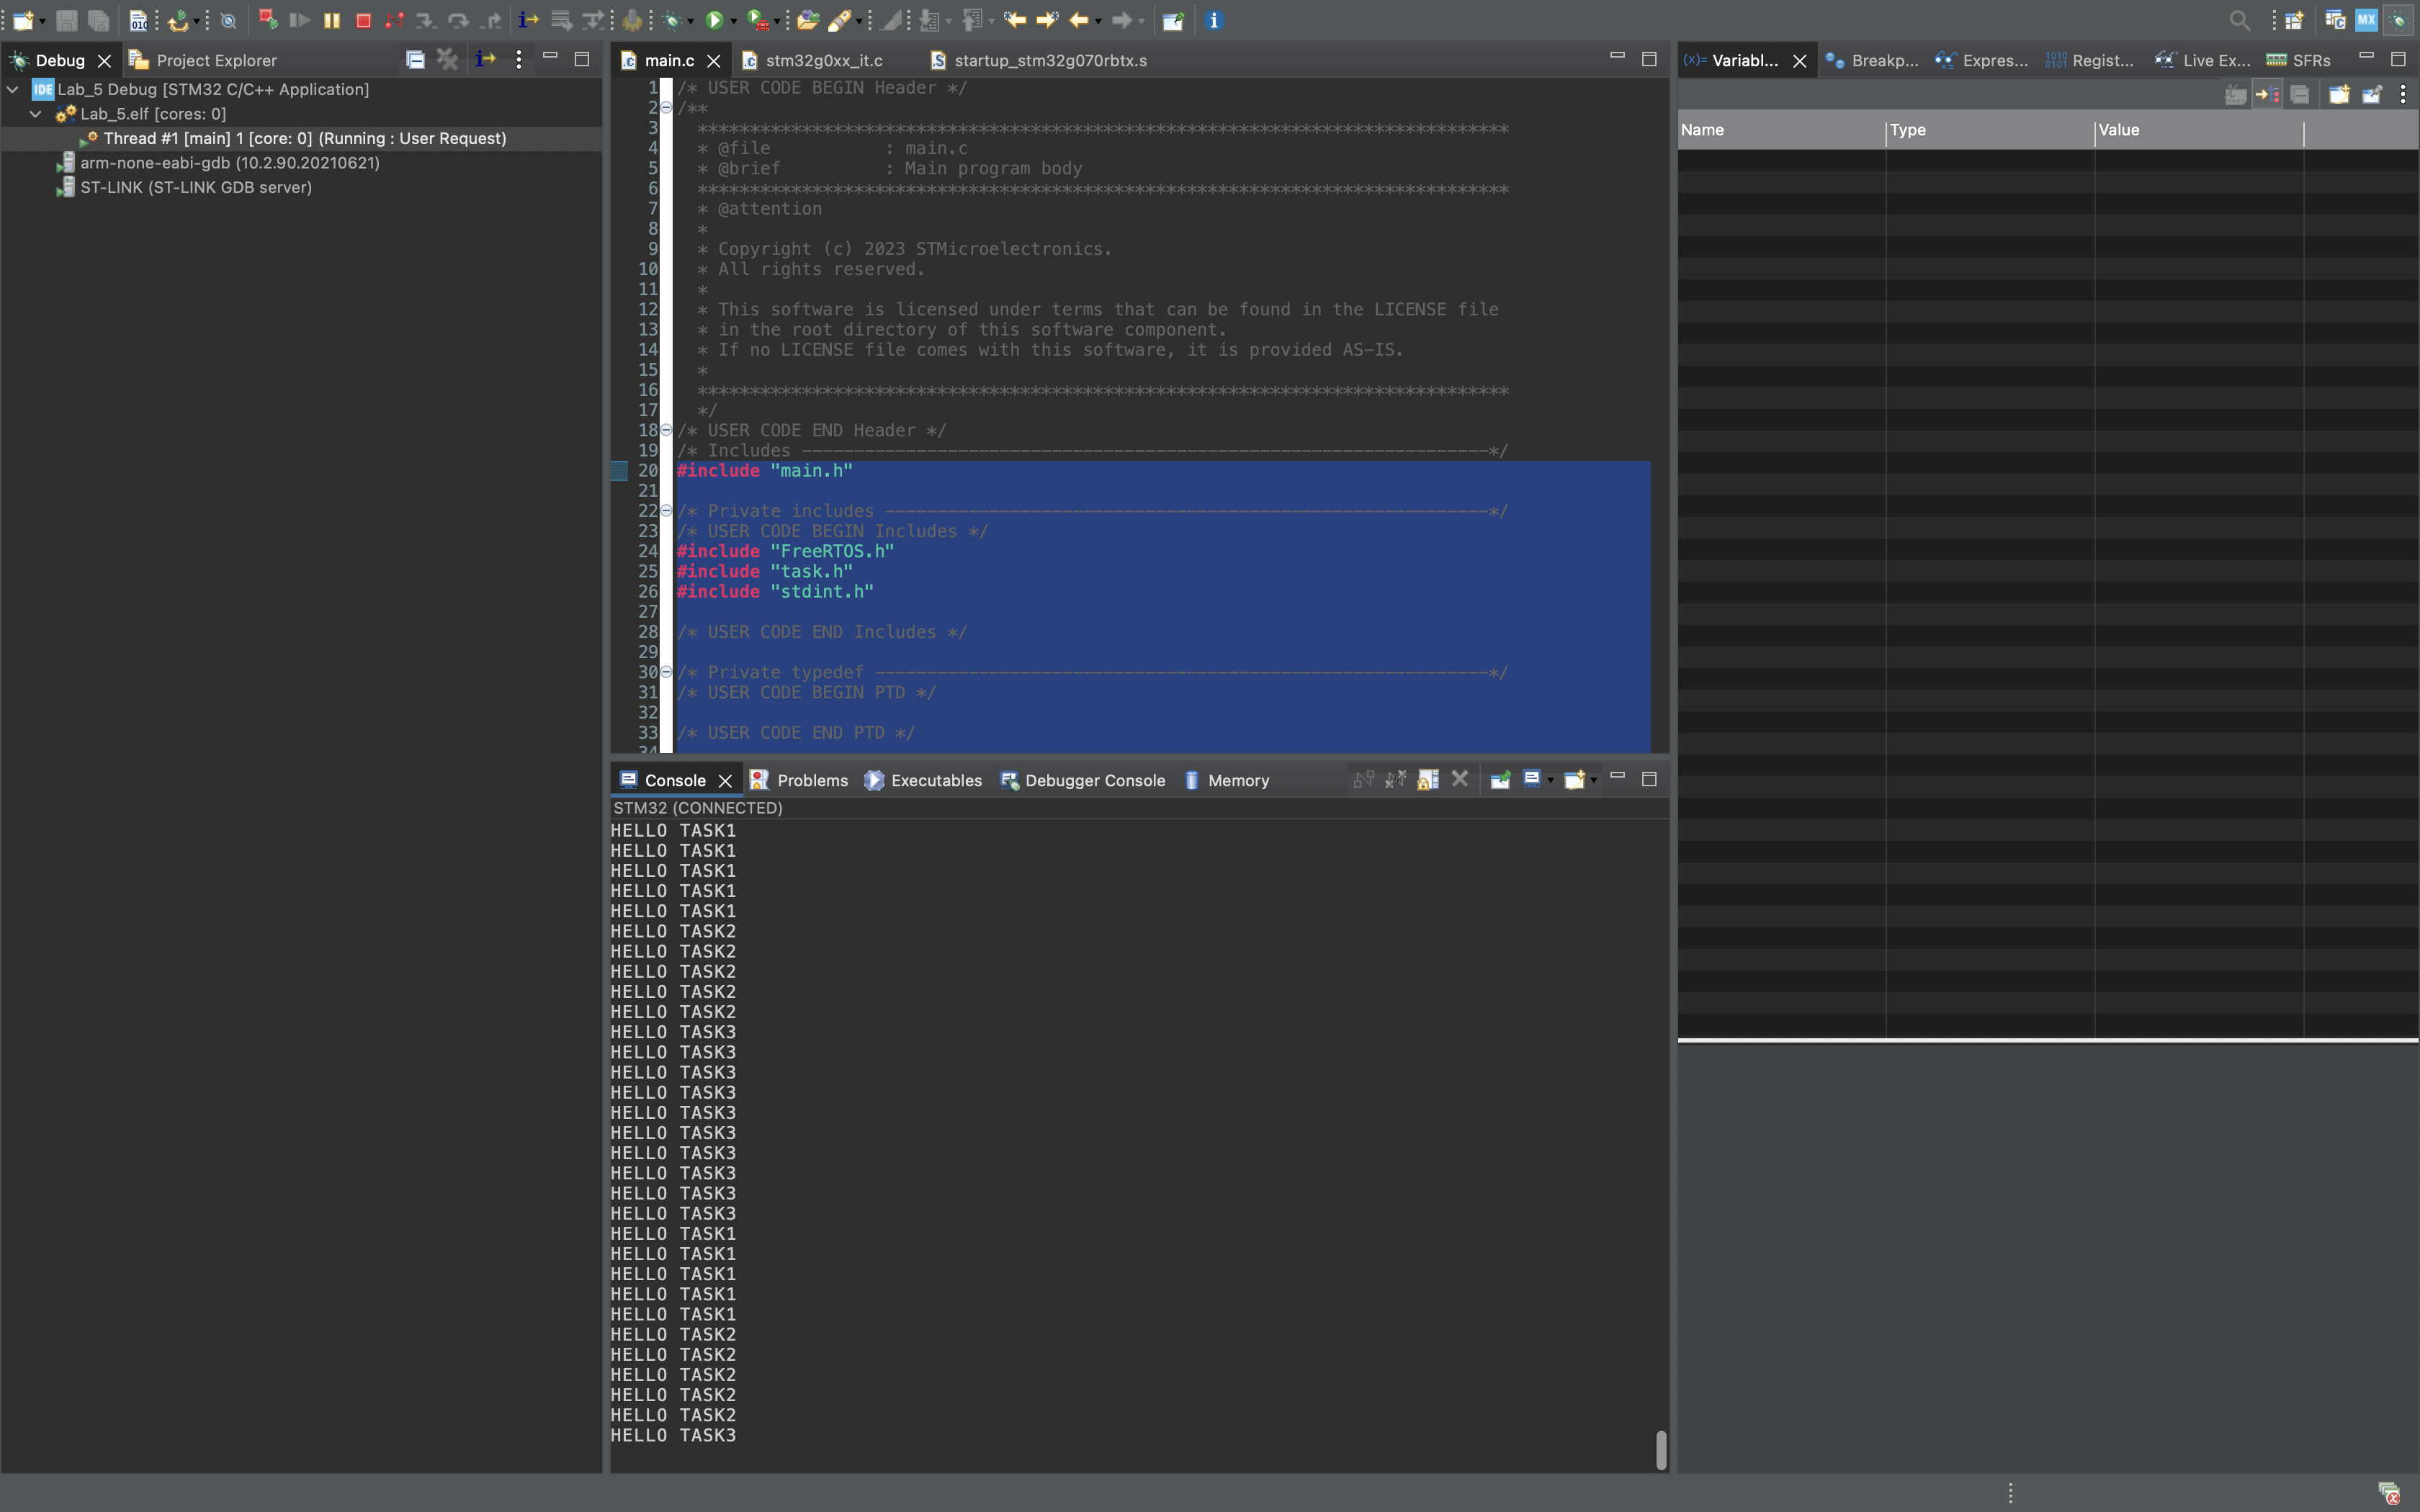 Debug
Project Explorer
Lab_5 Debug [STM32 C/C++ Application]
Lab_5.elf [cores: 0]
Thread #1 [main] 1 [core: 0] (Running : User Request)
arm-none-eabi-gdb (10.2.90.20210621)
ST-LINK (ST-LINK GDB server)
main.c
stm32g0xx_it.c
startup_stm32g070rbtx.s
1 /* USER CODE BEGIN Header */
2 /**
3 ******************************************************************************
4 * @file : main.c
5 * @brief : Main program body
6 ******************************************************************************
7 * @attention
8 *
9 * Copyright (c) 2023 STMicroelectronics.
10 * All rights reserved.
11 *
12 * This software is licensed under terms that can be found in the LICENSE file
13 * in the root directory of this software component.
14 * If no LICENSE file comes with this software, it is provided AS-IS.
15 *
16 ******************************************************************************
17 */
18 /* USER CODE END Header */
19 /* Includes ------------------------------------------------------------------*/
20 #include "main.h"
21
22 /* Private includes ----------------------------------------------------------*/
23 /* USER CODE BEGIN Includes */
24 #include "FreeRTOS.h"
25 #include "task.h"
26 #include "stdint.h"
27
28 /* USER CODE END Includes */
29
30 /* Private typedef -----------------------------------------------------------*/
31 /* USER CODE BEGIN PTD */
32
33 /* USER CODE END PTD */
34
Console
Problems
Executables
Debugger Console
Memory
STM32 (CONNECTED)
HELLO TASK1
HELLO TASK1
HELLO TASK1
HELLO TASK1
HELLO TASK1
HELLO TASK2
HELLO TASK2
HELLO TASK2
HELLO TASK2
HELLO TASK2
HELLO TASK3
HELLO TASK3
HELLO TASK3
HELLO TASK3
HELLO TASK3
HELLO TASK3
HELLO TASK3
HELLO TASK3
HELLO TASK3
HELLO TASK3
HELLO TASK1
HELLO TASK1
HELLO TASK1
HELLO TASK1
HELLO TASK1
HELLO TASK2
HELLO TASK2
HELLO TASK2
HELLO TASK2
HELLO TASK2
HELLO TASK3
(x)= Variabl...
Breakp...
Expres...
Regist...
Live Ex...
SFRs
Name
Type
Value
MX
IDE